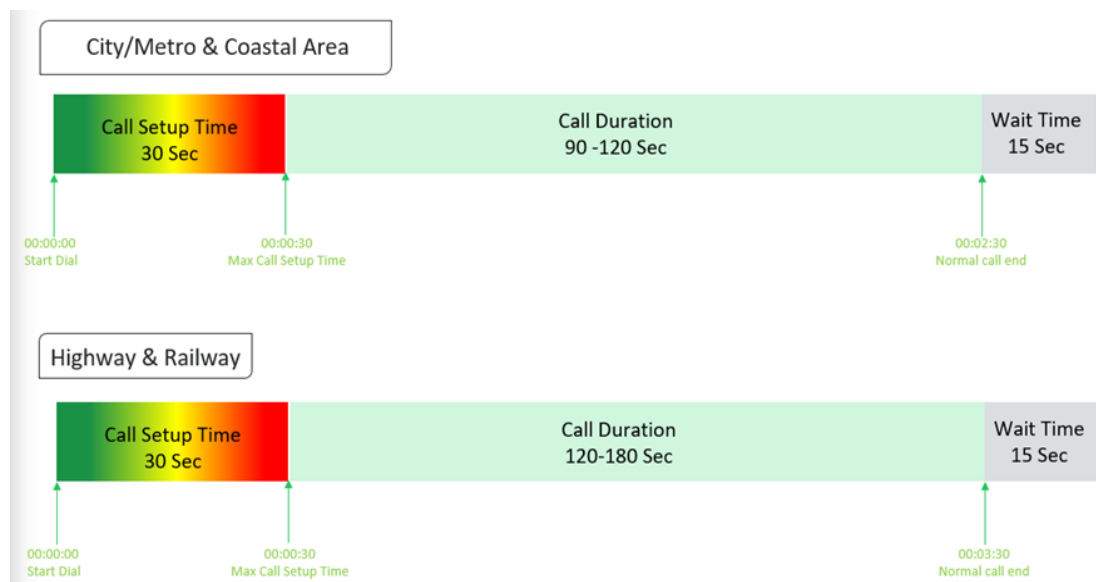 City/Metro & Coastal Area
Call Setup Time
30 Sec
Call Duration
90 -120 Sec
Wait Time
15 Sec
00:00:00
Start Dial
00:00:30
Max Call Setup Time
00:02:30
Normal call end
Highway & Railway
Call Setup Time
30 Sec
Call Duration
120-180 Sec
Wait Time
15 Sec
00:00:00
Start Dial
00:00:30
Max Call Setup Time
00:03:30
Normal call end